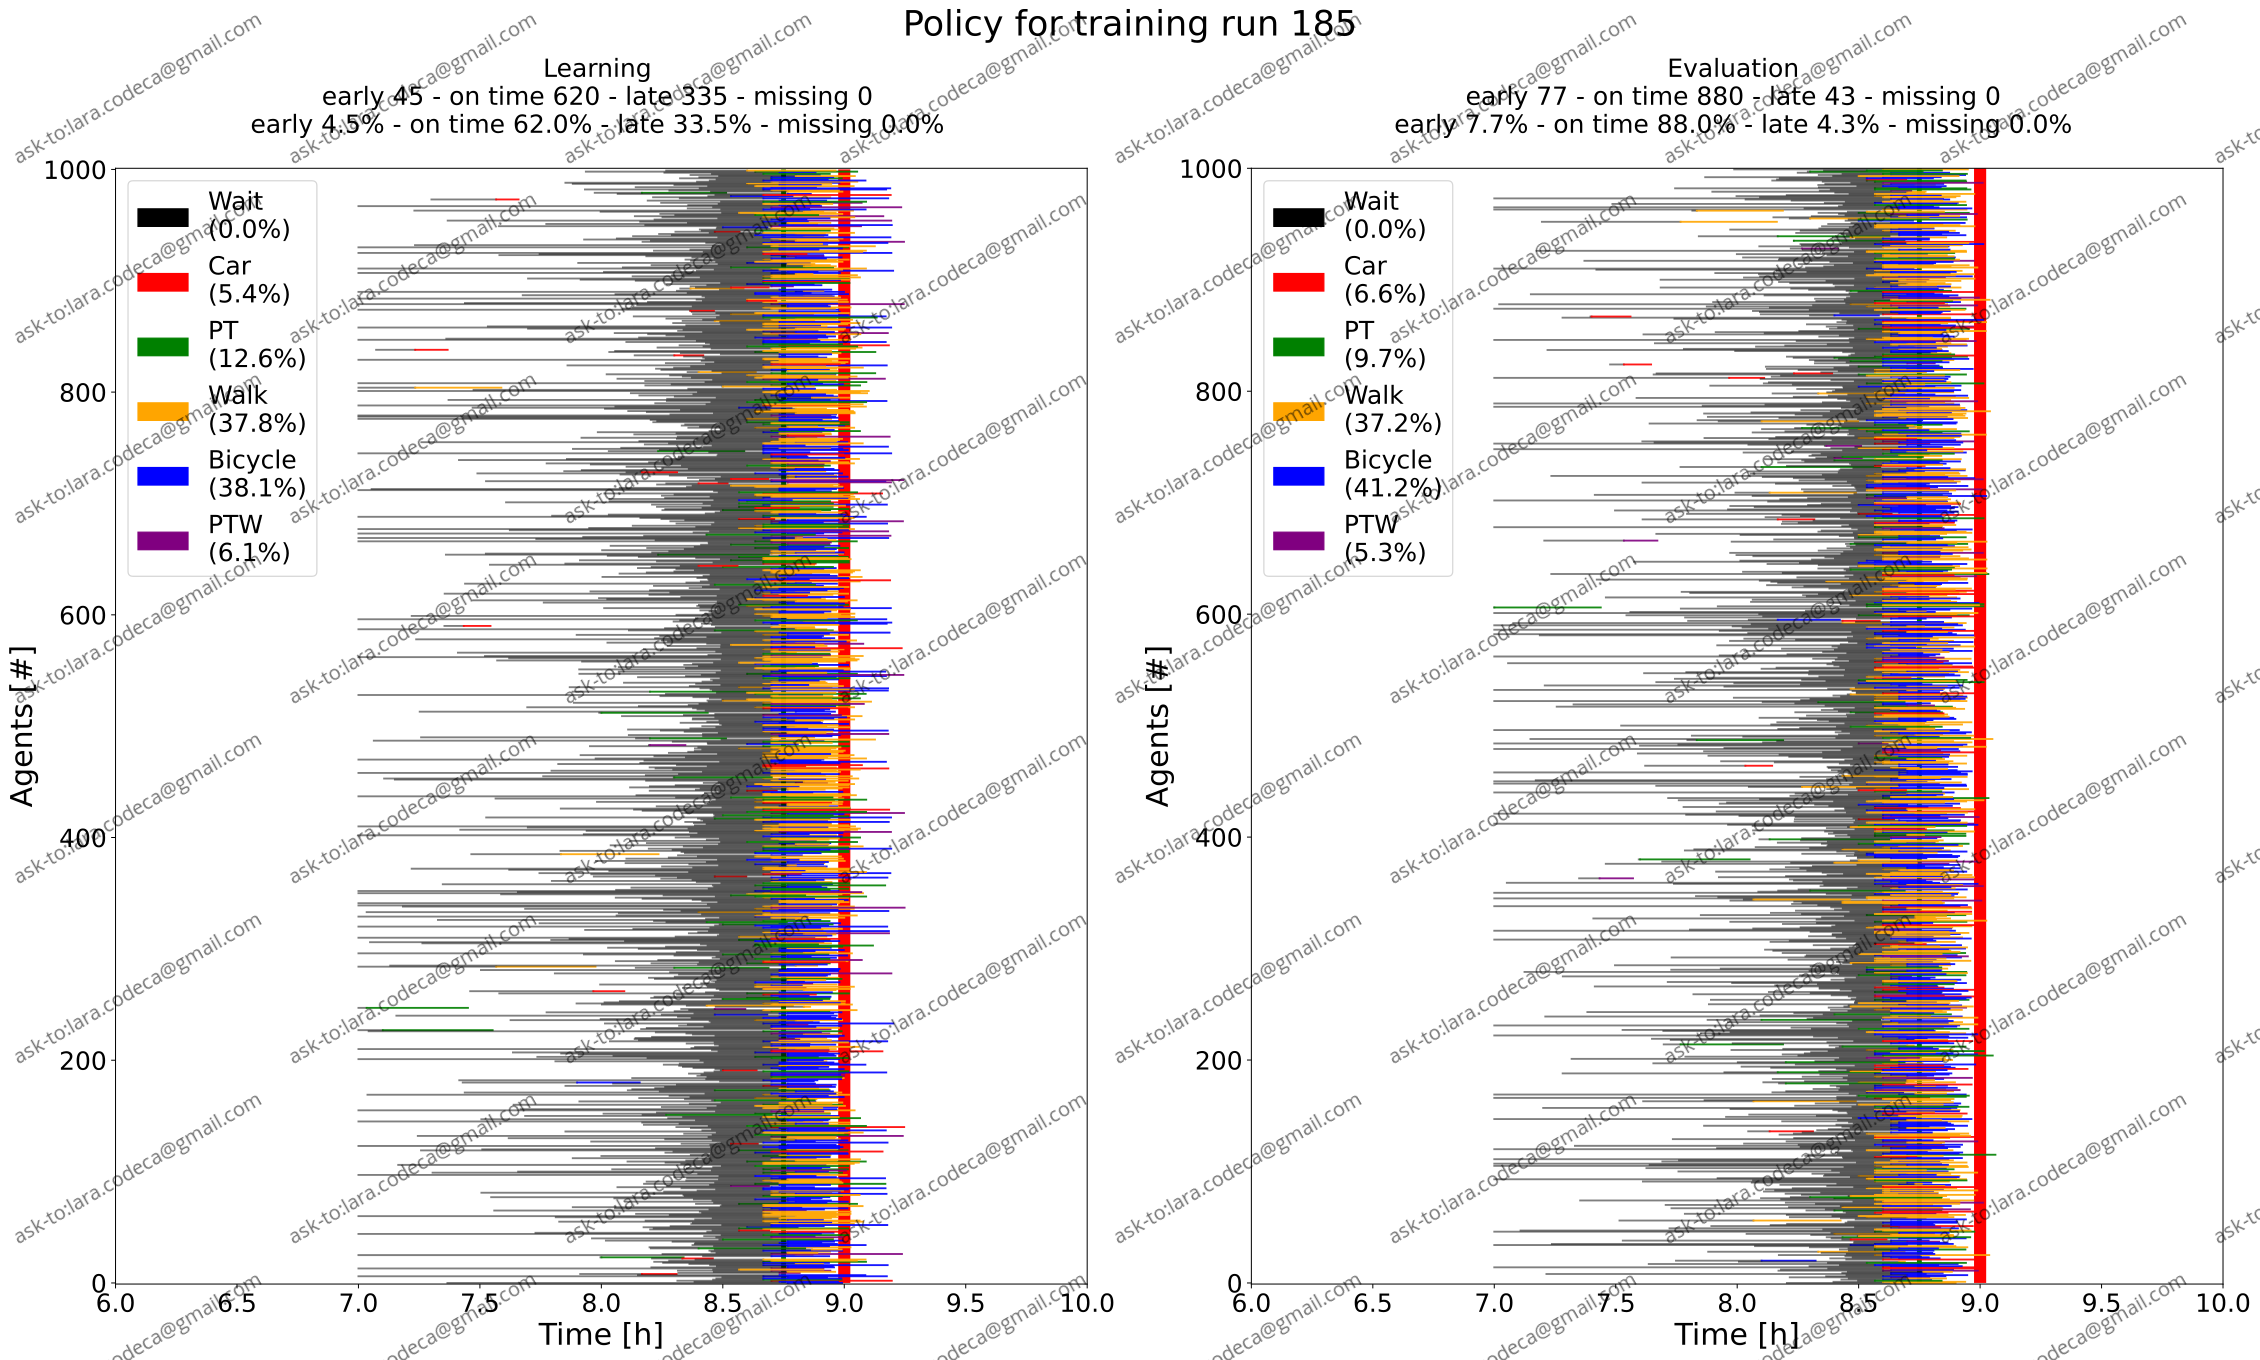 Policy for training run 185
Learning
early 45 - on time 620 - late 335 - missing 0
early 4.5% - on time 62.0% - late 33.5% - missing 0.0%
1000
800
600
400
200
0
Agents [#]
Wait
(0.0%)
Car
(5.4%)
PT
(12.6%)
Walk
(37.8%)
Bicycle
(38.1%)
PTW
(6.1%)
6.0 6.5 7.0 7.5 8.0 8.5 9.0 9.5 10.0
Time [h]
Evaluation
early 77 - on time 880 - late 43 - missing 0
early 7.7% - on time 88.0% - late 4.3% - missing 0.0%
1000
800
600
400
200
0
Agents [#]
Wait
(0.0%)
Car
(6.6%)
PT
(9.7%)
Walk
(37.2%)
Bicycle
(41.2%)
PTW
(5.3%)
6.0 6.5 7.0 7.5 8.0 8.5 9.0 9.5 10.0
Time [h]
ask-to:lara.codeca@gmail.com